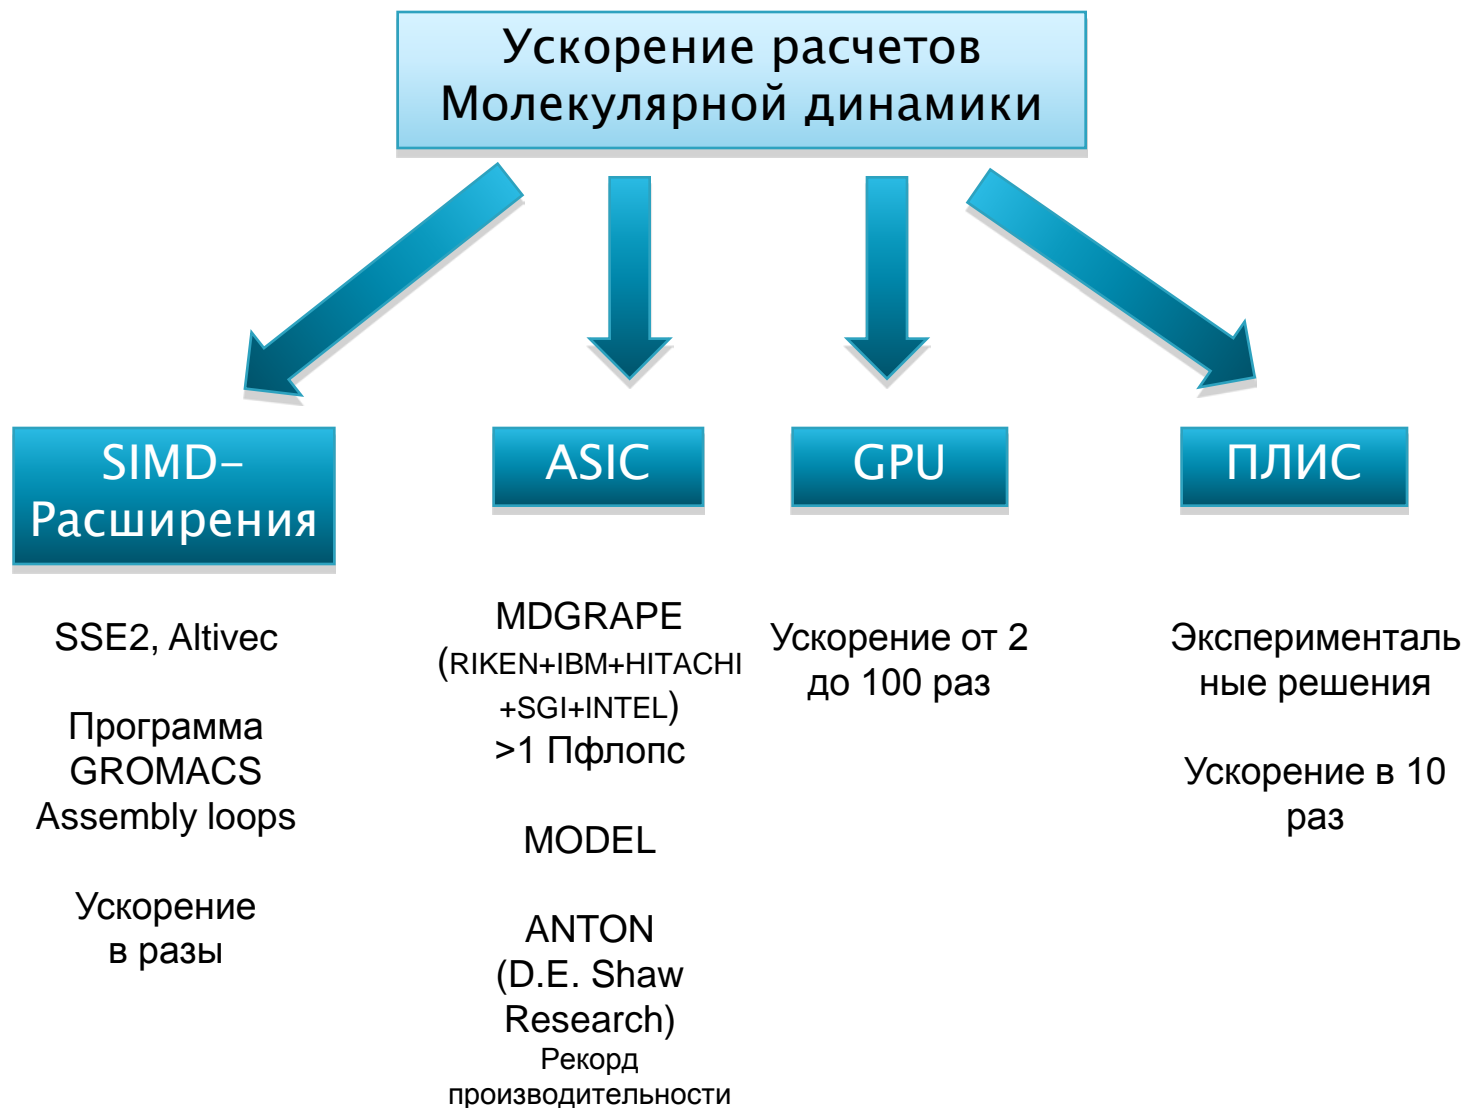 Ускорение расчетов
Молекулярной динамики
SIMD-
Расширения
SSE2, Altivec
Программа
GROMACS
Assembly loops
Ускорение
в разы
ASIC
MDGRAPE
(RIKEN+IBM+HITACHI
+SGI+INTEL)
>1 Пфлопс
MODEL
ANTON
(D.E. Shaw
Research)
Рекорд
производительности
GPU
Ускорение от 2
до 100 раз
ПЛИС
Эксперименталь
ные решения
Ускорение в 10
раз